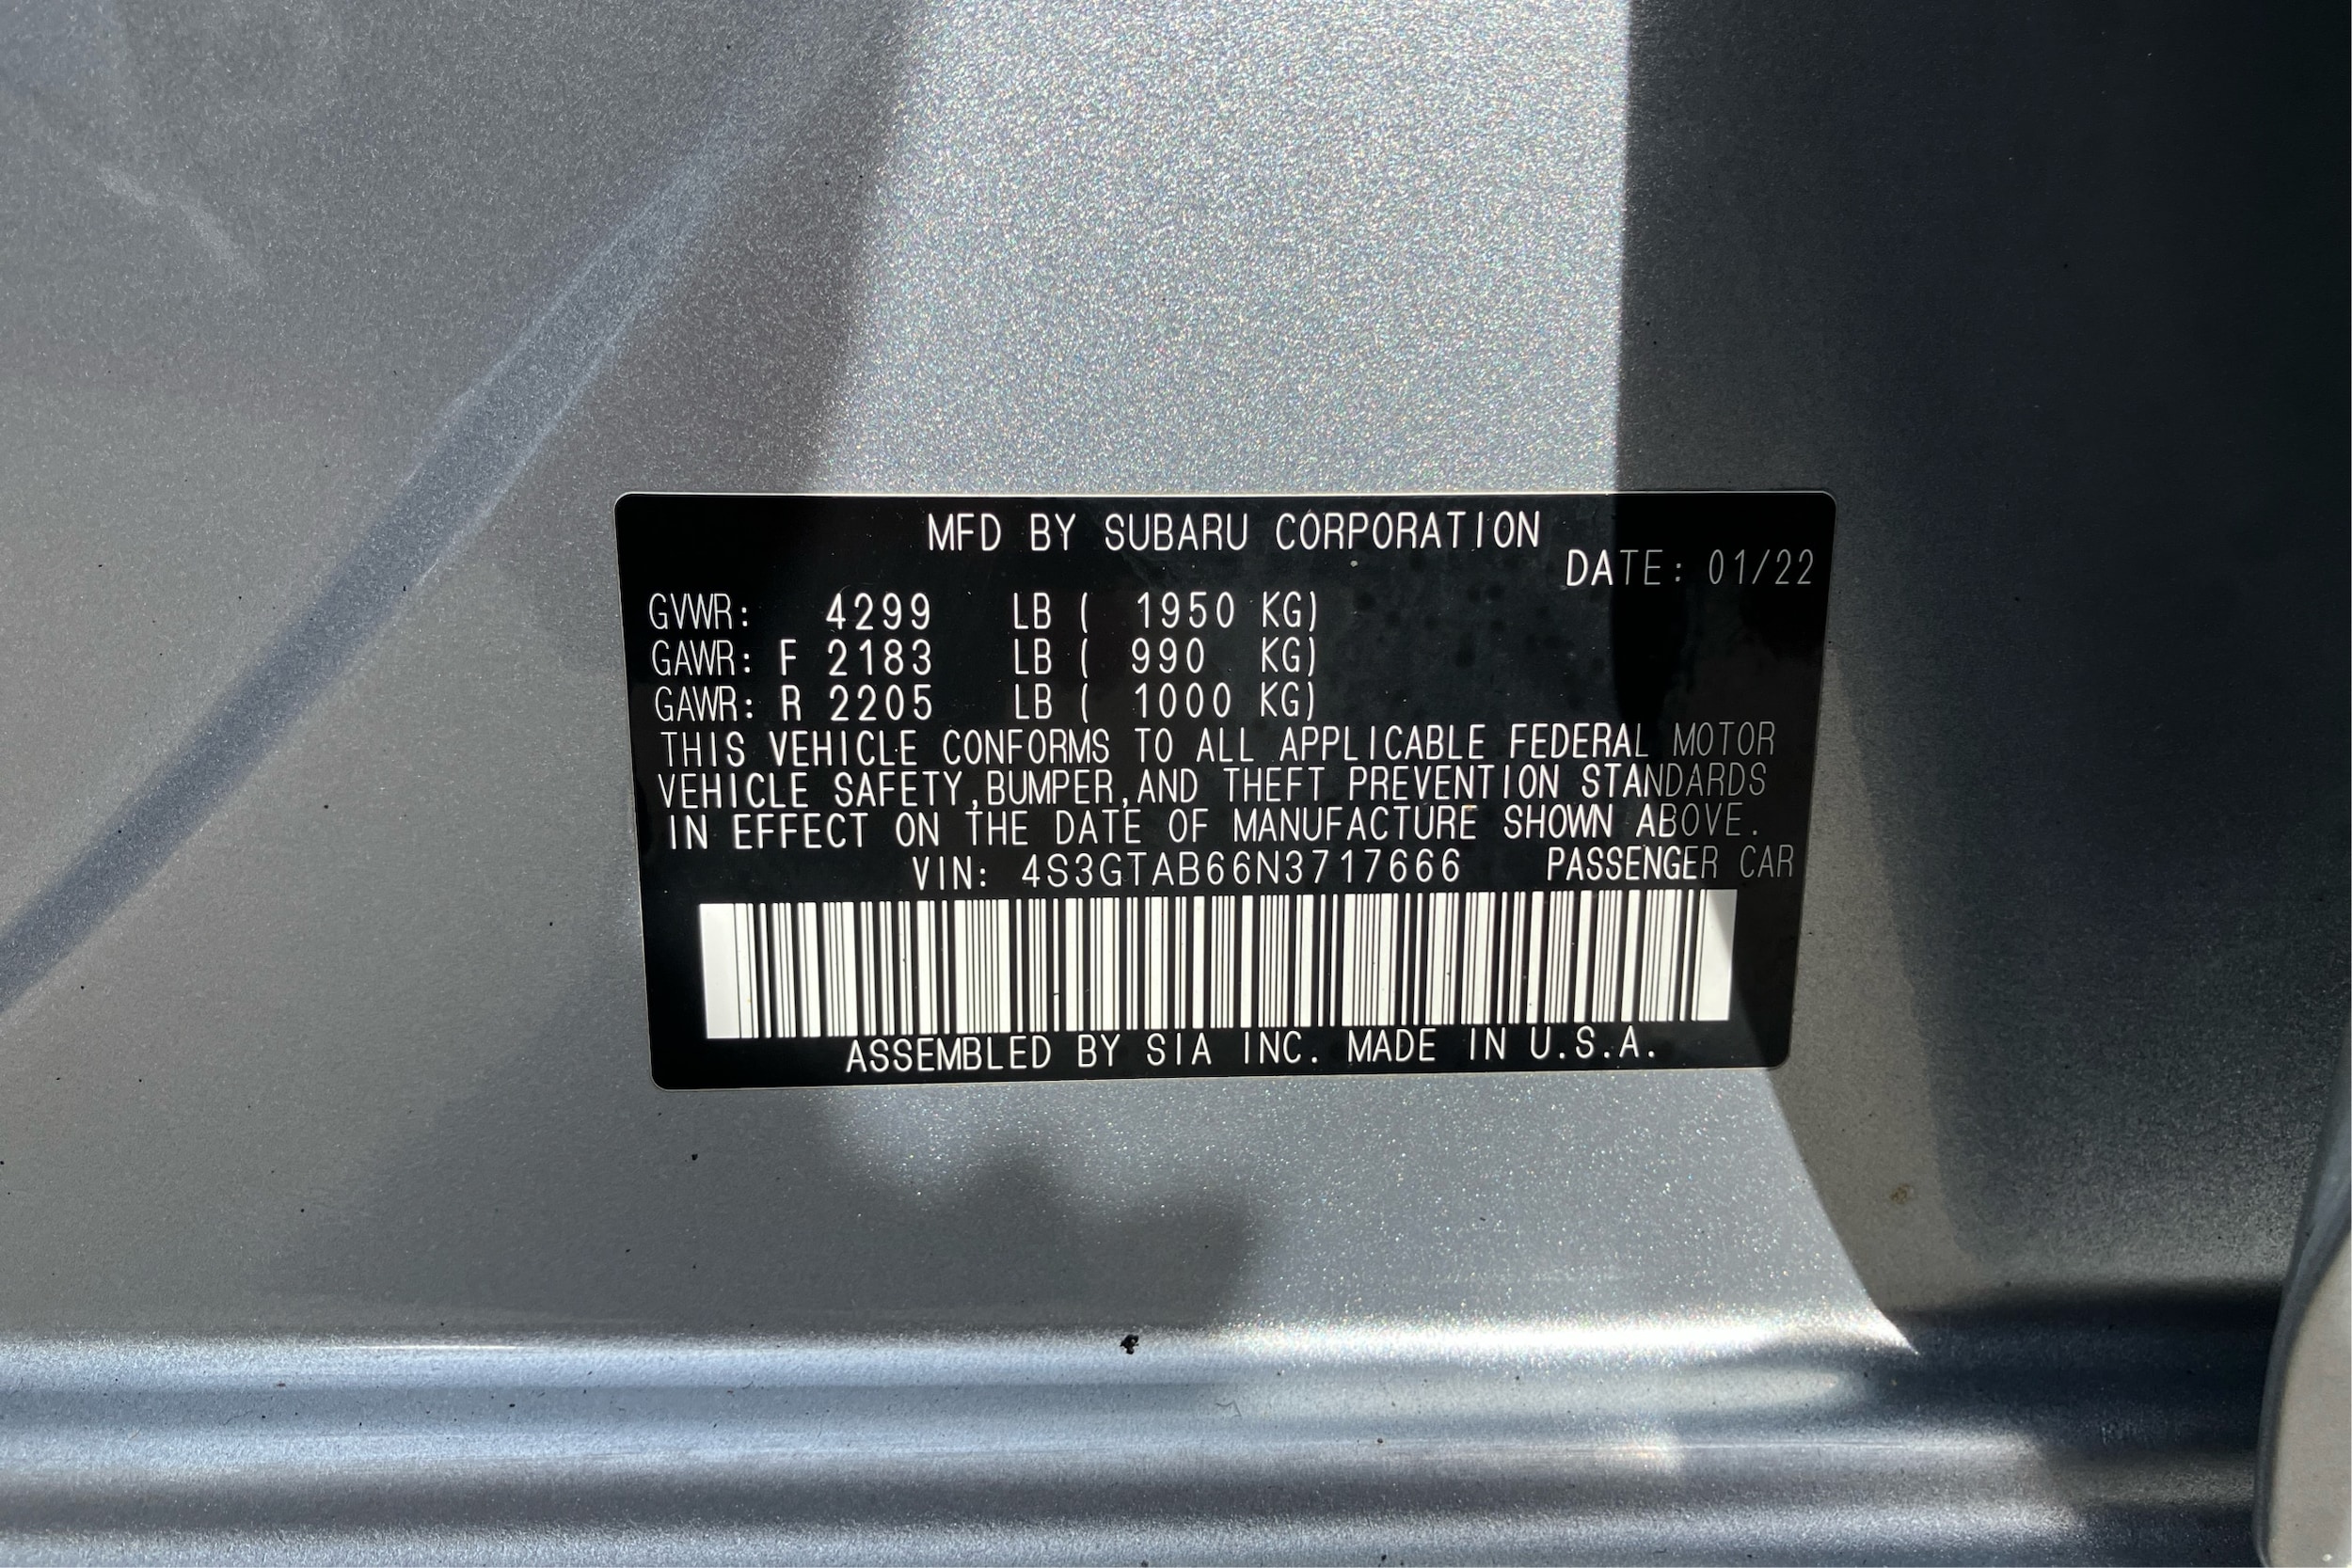 MFD BY SUBARU CORPORATION
DATE: 01/22
GVWR: 4299 LB ( 1950 KG)
GAWR: F 2183 LB ( 990 KG)
GAWR: R 2205 LB ( 1000 KG)
THIS VEHICLE CONFORMS TO ALL APPLICABLE FEDERAL MOTOR
VEHICLE SAFETY,BUMPER,AND THEFT PREVENTION STANDARDS
IN EFFECT ON THE DATE OF MANUFACTURE SHOWN ABOVE.
VIN: 4S3GTAB66N3717666 PASSENGER CAR
ASSEMBLED BY SIA INC. MADE IN U.S.A.